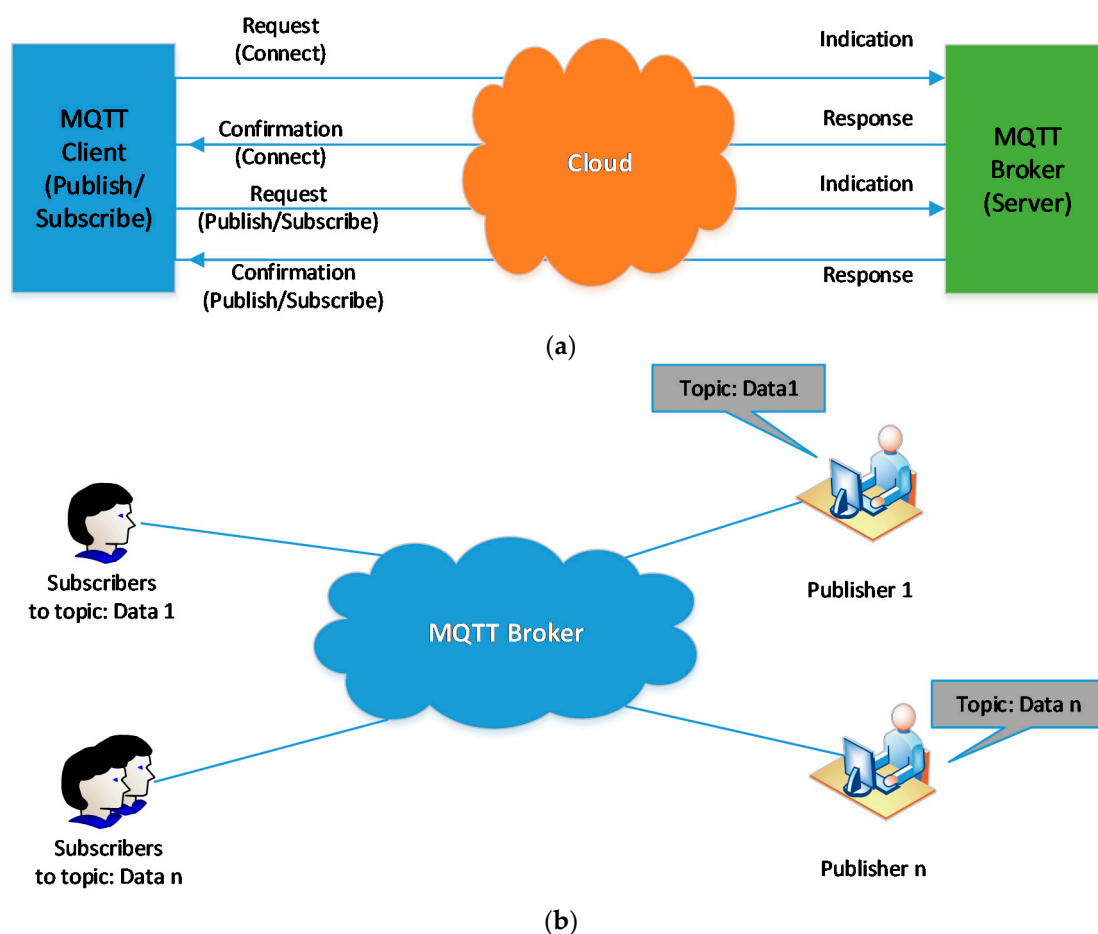 Request
(Connect)
Indication
MQTT
Client
(Publish/
Subscribe)
Confirmation
(Connect)
Response
Cloud
MQTT
Broker
(Server)
Request
(Publish/Subscribe)
Indication
Confirmation
(Publish/Subscribe)
Response
(a)
Topic: Data1
Subscribers
to topic: Data 1
Publisher 1
MQTT Broker
Topic: Data n
Subscribers
to topic: Data n
Publisher n
(b)